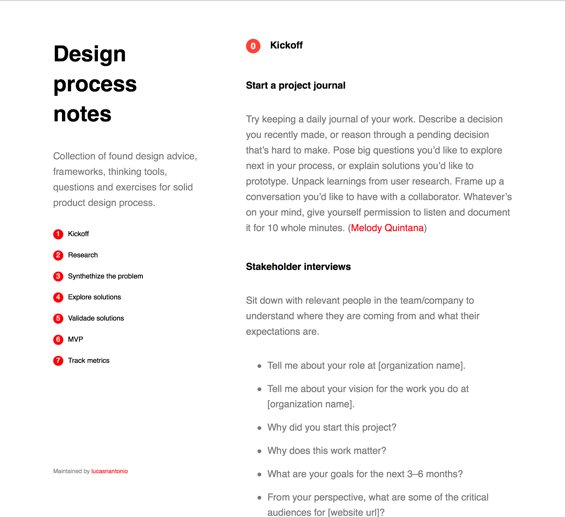 Design
process
notes
Collection of found design advice,
frameworks, thinking tools,
questions and exercises for solid
product design process.
1 Kickoff
2 Research
3 Synthethize the problem
4 Explore solutions
5 Validade solutions
6 MVP
7 Track metrics
Maintained by lucasnantonio
0 Kickoff
Start a project journal
Try keeping a daily journal of your work. Describe a decision
you recently made, or reason through a pending decision
that's hard to make. Pose big questions you'd like to explore
next in your process, or explain solutions you'd like to
prototype. Unpack learnings from user research. Frame up a
conversation you'd like to have with a collaborator. Whatever's
on your mind, give yourself permission to listen and document
it for 10 whole minutes. (Melody Quintana)
Stakeholder interviews
Sit down with relevant people in the team/company to
understand where they are coming from and what their
expectations are.
• Tell me about your role at [organization name].
• Tell me about your vision for the work you do at
[organization name].
• Why did you start this project?
• Why does this work matter?
• What are your goals for the next 3–6 months?
• From your perspective, what are some of the critical
audiences for [website url]?